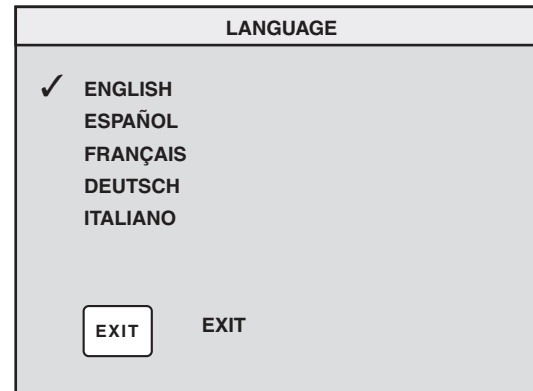 LANGUAGE
✓ ENGLISH
ESPAÑOL
FRANÇAIS
DEUTSCH
ITALIANO
EXIT EXIT